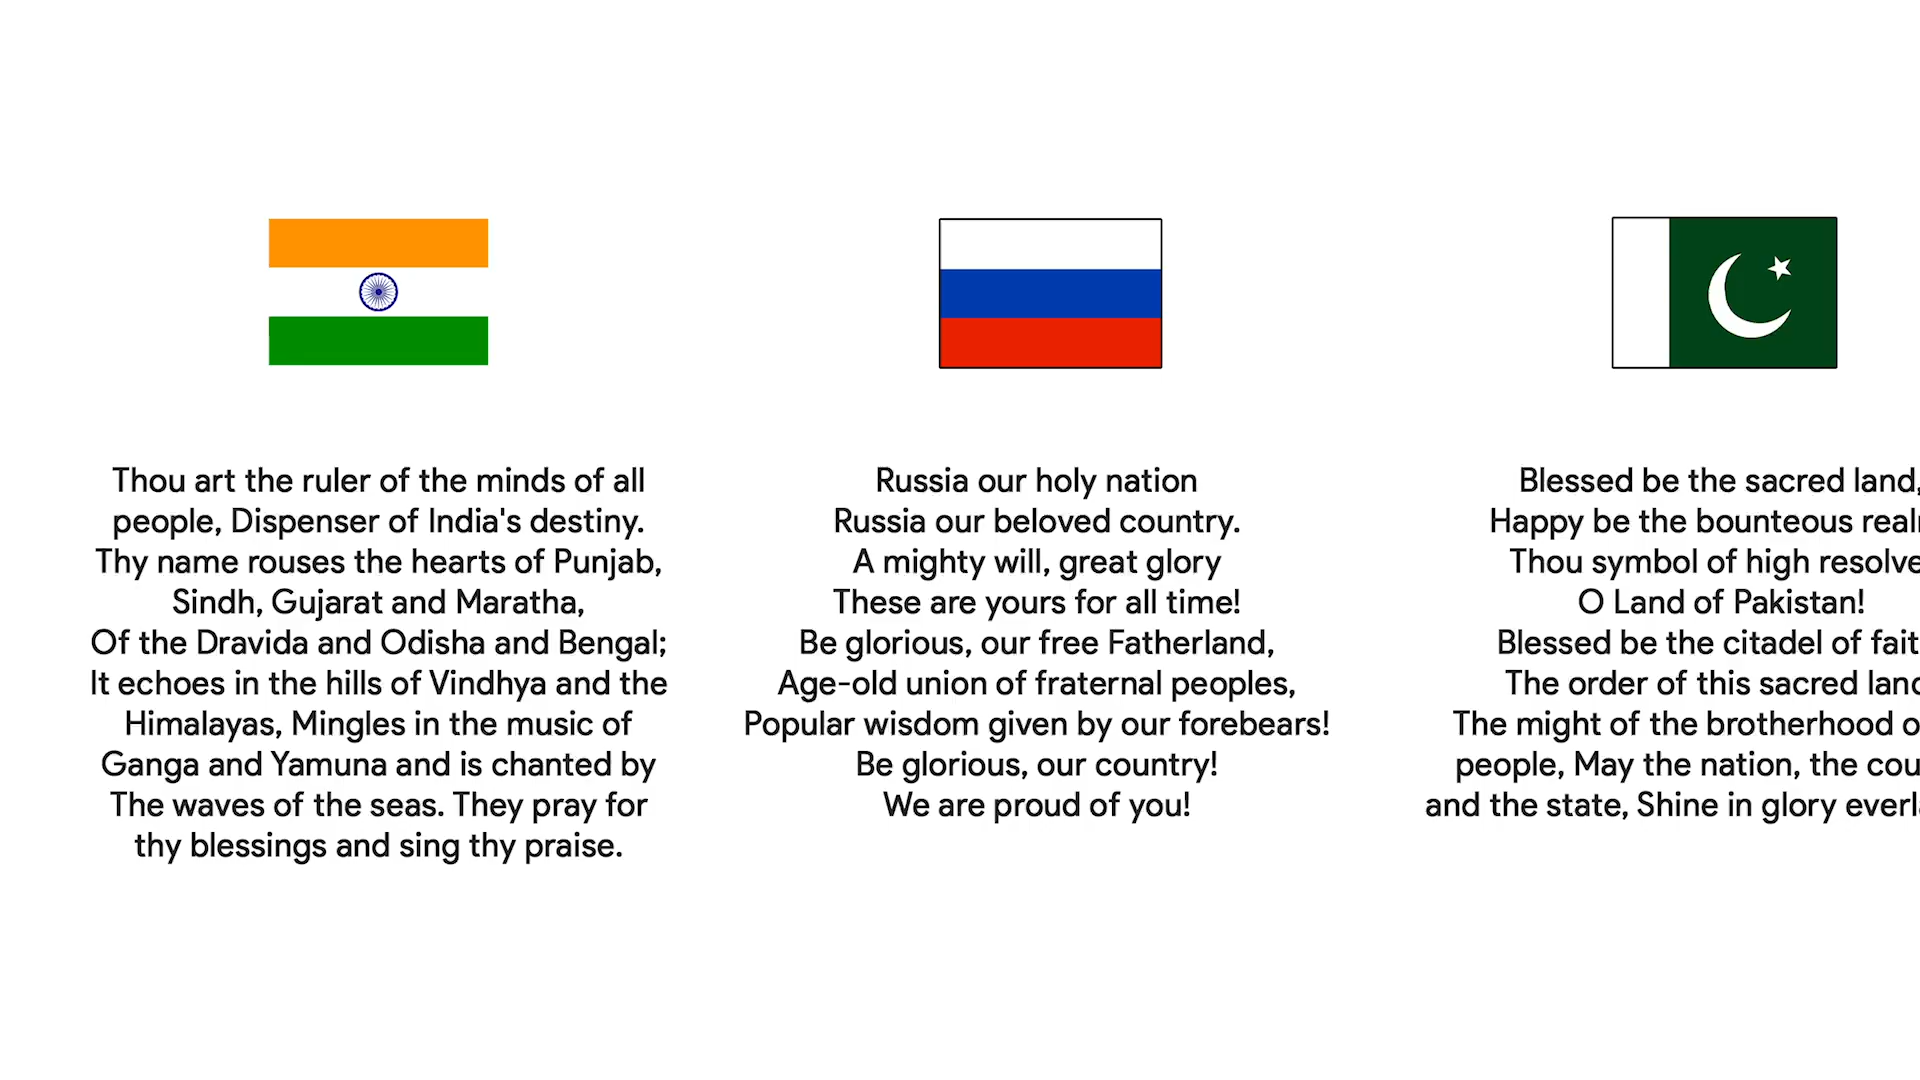 Thou art the ruler of the minds of all
people, Dispenser of India's destiny.
Thy name rouses the hearts of Punjab,
Sindh, Gujarat and Maratha,
Of the Dravida and Odisha and Bengal;
It echoes in the hills of Vindhya and the
Himalayas, Mingles in the music of
Ganga and Yamuna and is chanted by
The waves of the seas. They pray for
thy blessings and sing thy praise.
Russia our holy nation
Russia our beloved country.
A mighty will, great glory
These are yours for all time!
Be glorious, our free Fatherland,
Age-old union of fraternal peoples,
Popular wisdom given by our forebears!
Be glorious, our country!
We are proud of you!
Blessed be the sacred land,
Happy be the bounteous
Thou symbol of high resolve
O Land of Pakistan!
Blessed be the citadel of
The order of this sacred
The might of the brotherhood
people, May the nation, the
and the state, Shine in glory